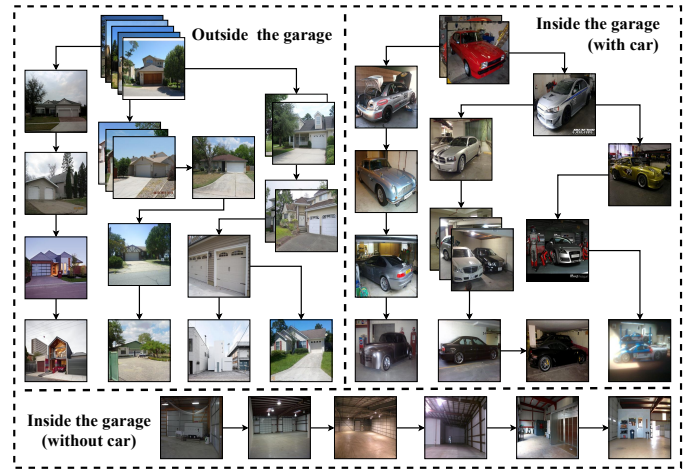 Outside the garage
Inside the garage
(with car)
Inside the garage
(without car)